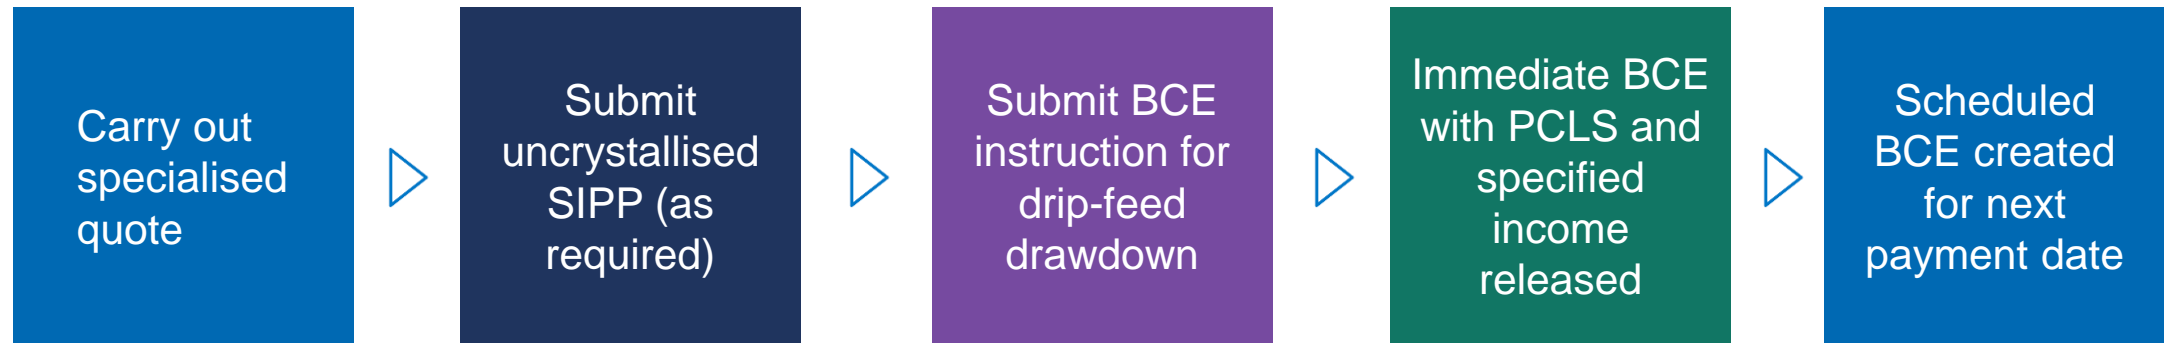 Carry out
specialised
quote
Submit
uncrystallised
SIPP (as
required)
Submit BCE
instruction for
drip-feed
drawdown
Immediate BCE
with PCLS and
specified
income
released
Scheduled
BCE created
for next
payment date